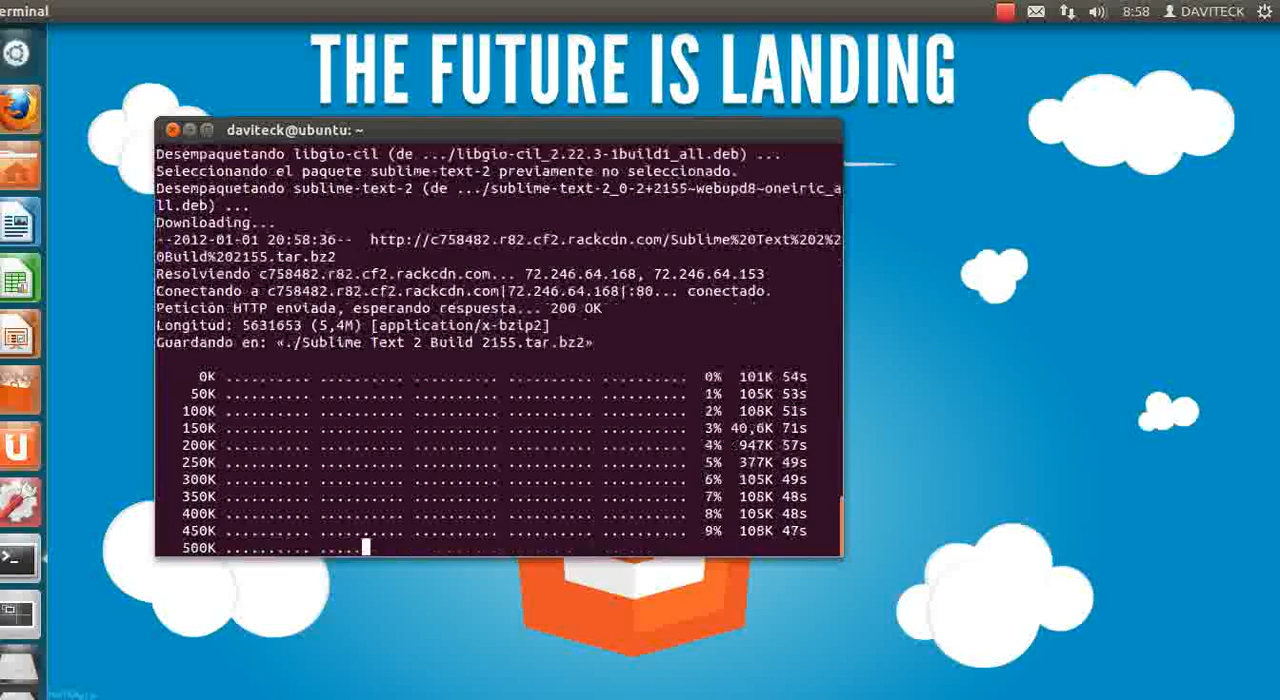 erminal
8:58 DAVITECK
THE FUTURE IS LANDING
daviteck@ubuntu: ~
Desempaquetando libgio-cil (de .../libgio-cil_2.22.3-1build1_all.deb) ...
Seleccionando el paquete sublime-text-2 previamente no seleccionado.
Desempaquetando sublime-text-2 (de .../sublime-text-2_0-2+2155~webupd8~oneiric_a
ll.deb) ...
Downloading...
--2012-01-01 20:58:36-- http://c758482.r82.cf2.rackcdn.com/Sublime%20Text%202%2
0Build%202155.tar.bz2
Resolviendo c758482.r82.cf2.rackcdn.com... 72.246.64.168, 72.246.64.153
Conectando a c758482.r82.cf2.rackcdn.com|72.246.64.168|:80... conectado.
Petición HTTP enviada, esperando respuesta... 200 OK
Longitud: 5631653 (5,4M) [application/x-bzip2]
Guardando en: «./Sublime Text 2 Build 2155.tar.bz2»
0K .......... .......... .......... .......... .......... 0% 101K 54s
50K .......... .......... .......... .......... .......... 1% 105K 53s
100K .......... .......... .......... .......... .......... 2% 108K 51s
150K .......... .......... .......... .......... .......... 3% 40,6K 71s
200K .......... .......... .......... .......... .......... 4% 947K 57s
250K .......... .......... .......... .......... .......... 5% 377K 49s
300K .......... .......... .......... .......... .......... 6% 105K 49s
350K .......... .......... .......... .......... .......... 7% 108K 48s
400K .......... .......... .......... .......... .......... 8% 105K 48s
450K .......... .......... .......... .......... .......... 9% 108K 47s
500K .......... .....